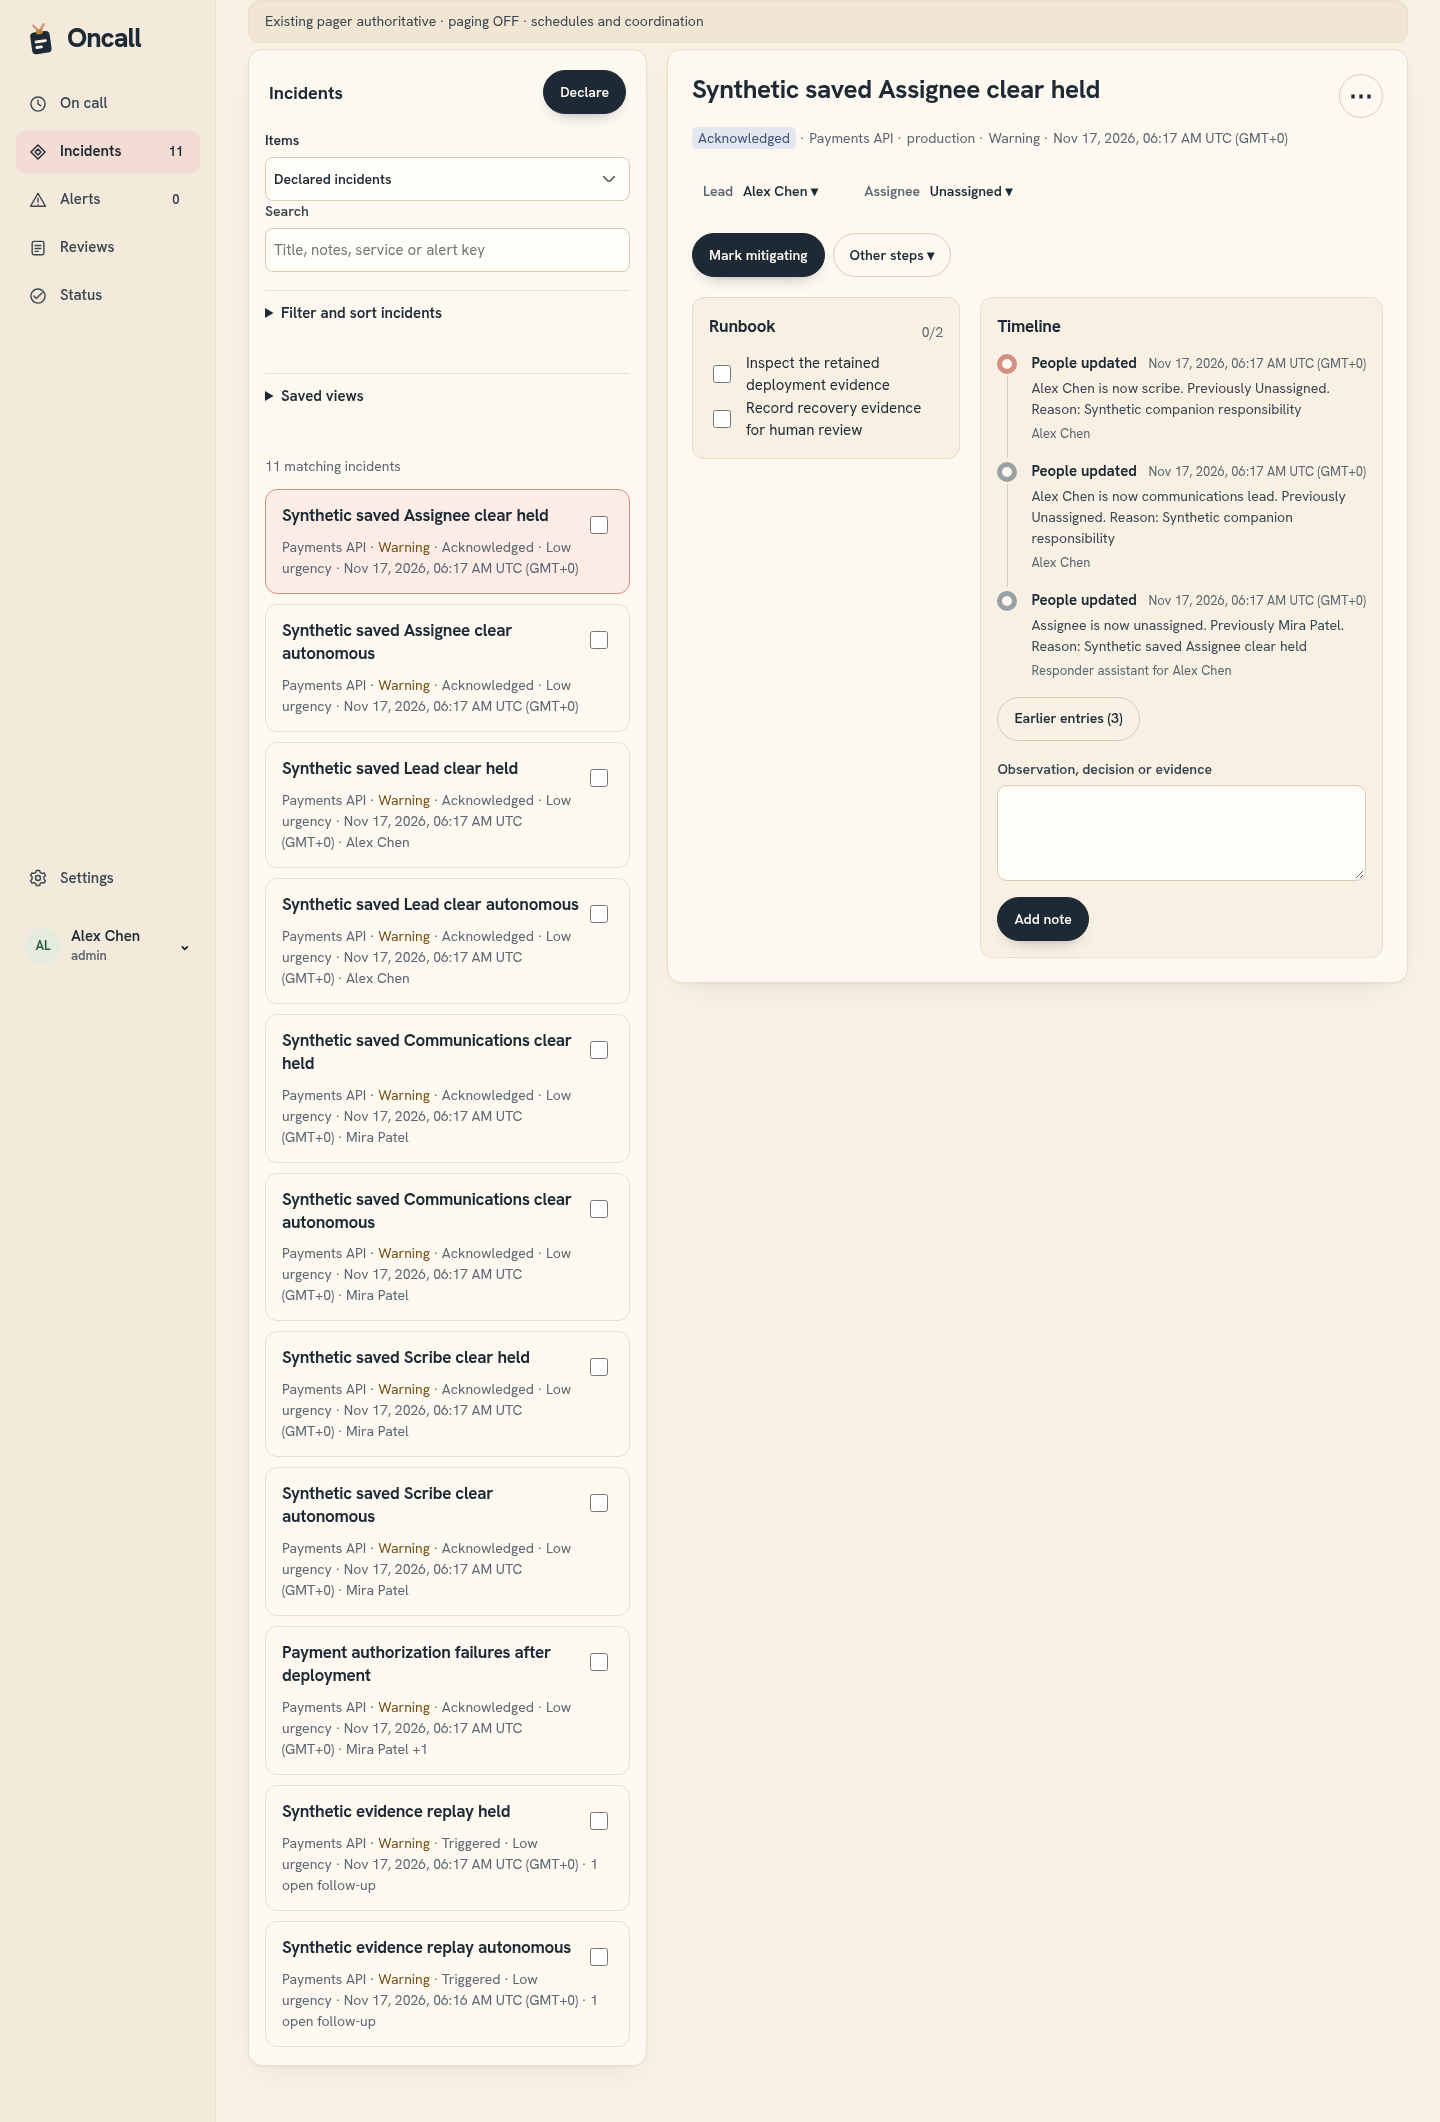 Oncall
On call
Incidents 11
Alerts 0
Reviews
Status
Settings
AL
Alex Chen
admin
Existing pager authoritative · paging OFF · schedules and coordination
Incidents
Declare
Items
Declared incidents
Search
Title, notes, service or alert key
Filter and sort incidents
Saved views
11 matching incidents
Synthetic saved Assignee clear held
Payments API · Warning · Acknowledged · Low
urgency · Nov 17, 2026, 06:17 AM UTC (GMT+0)
Synthetic saved Assignee clear
autonomous
Payments API · Warning · Acknowledged · Low
urgency · Nov 17, 2026, 06:17 AM UTC (GMT+0)
Synthetic saved Lead clear held
Payments API · Warning · Acknowledged · Low
urgency · Nov 17, 2026, 06:17 AM UTC
(GMT+0) · Alex Chen
Synthetic saved Lead clear autonomous
Payments API · Warning · Acknowledged · Low
urgency · Nov 17, 2026, 06:17 AM UTC
(GMT+0) · Alex Chen
Synthetic saved Communications clear
held
Payments API · Warning · Acknowledged · Low
urgency · Nov 17, 2026, 06:17 AM UTC
(GMT+0) · Mira Patel
Synthetic saved Communications clear
autonomous
Payments API · Warning · Acknowledged · Low
urgency · Nov 17, 2026, 06:17 AM UTC
(GMT+0) · Mira Patel
Synthetic saved Scribe clear held
Payments API · Warning · Acknowledged · Low
urgency · Nov 17, 2026, 06:17 AM UTC
(GMT+0) · Mira Patel
Synthetic saved Scribe clear
autonomous
Payments API · Warning · Acknowledged · Low
urgency · Nov 17, 2026, 06:17 AM UTC
(GMT+0) · Mira Patel
Payment authorization failures after
deployment
Payments API · Warning · Acknowledged · Low
urgency · Nov 17, 2026, 06:17 AM UTC
(GMT+0) · Mira Patel +1
Synthetic evidence replay held
Payments API · Warning · Triggered · Low
urgency · Nov 17, 2026, 06:17 AM UTC (GMT+0) · 1
open follow-up
Synthetic evidence replay autonomous
Payments API · Warning · Triggered · Low
urgency · Nov 17, 2026, 06:16 AM UTC (GMT+0) · 1
open follow-up
Synthetic saved Assignee clear held
Acknowledged · Payments API · production · Warning · Nov 17, 2026, 06:17 AM UTC (GMT+0)
Lead Alex Chen ▾ Assignee Unassigned ▾
Mark mitigating
Other steps ▾
Runbook 0/2
Inspect the retained
deployment evidence
Record recovery evidence
for human review
Timeline
People updated Nov 17, 2026, 06:17 AM UTC (GMT+0)
Alex Chen is now scribe. Previously Unassigned.
Reason: Synthetic companion responsibility
Alex Chen
People updated Nov 17, 2026, 06:17 AM UTC (GMT+0)
Alex Chen is now communications lead. Previously
Unassigned. Reason: Synthetic companion
responsibility
Alex Chen
People updated Nov 17, 2026, 06:17 AM UTC (GMT+0)
Assignee is now unassigned. Previously Mira Patel.
Reason: Synthetic saved Assignee clear held
Responder assistant for Alex Chen
Earlier entries (3)
Observation, decision or evidence
Add note